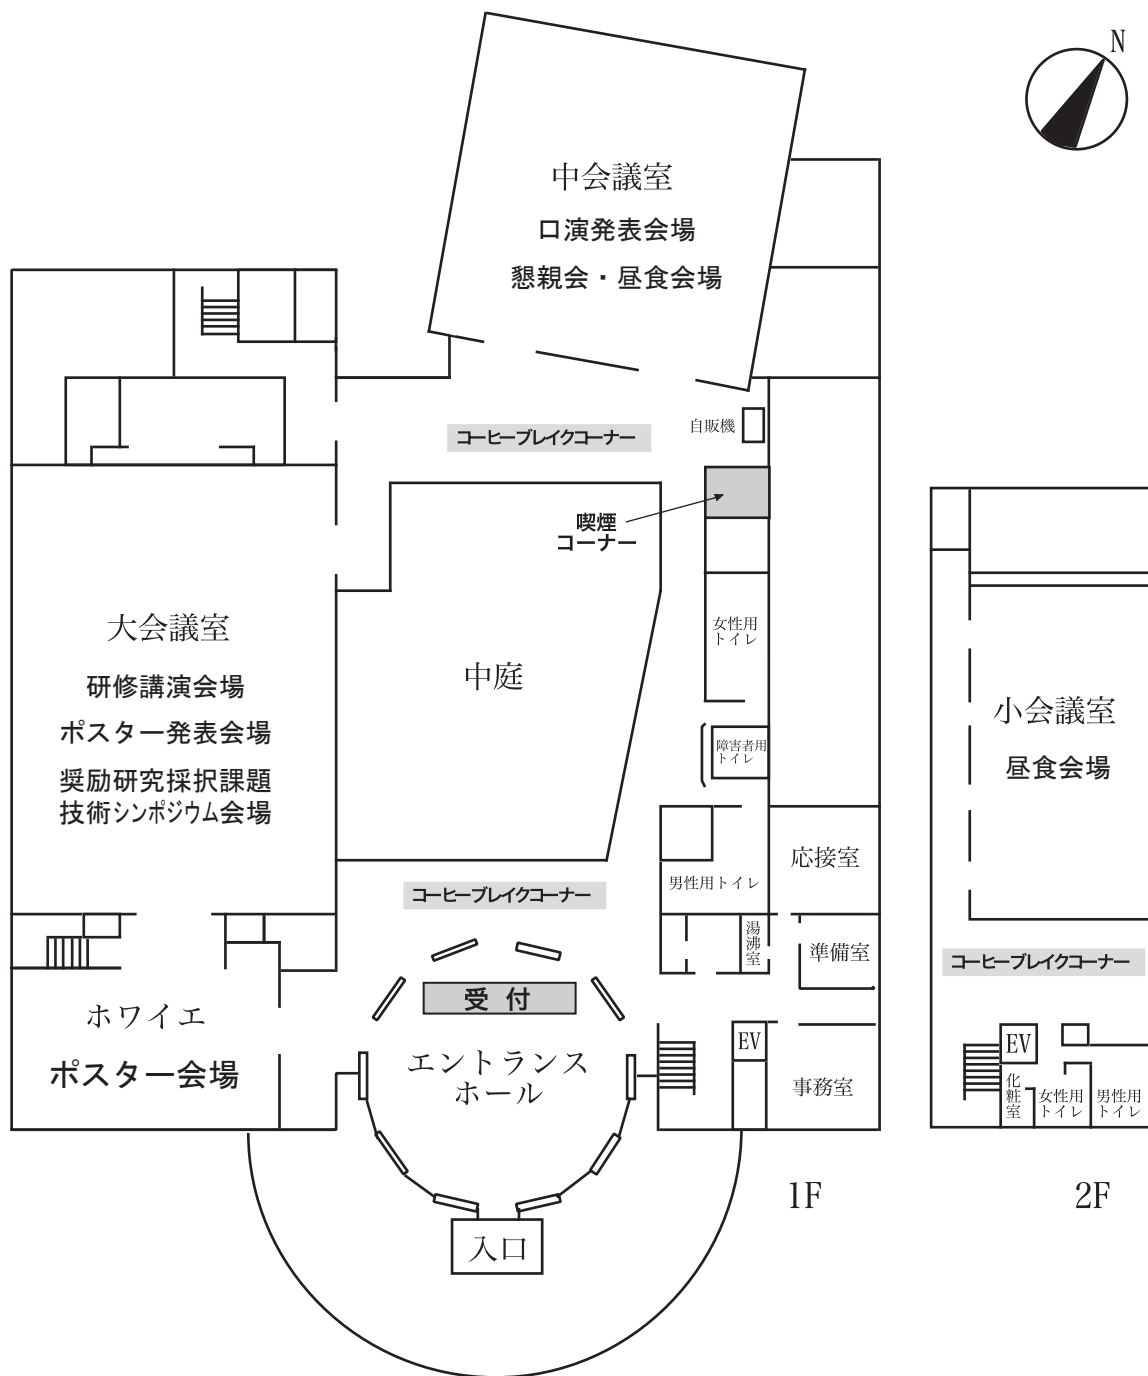 N
中会議室
口演発表会場
懇親会・昼食会場
自販機
コーヒーブレイクコーナー
喫煙
コーナー
大会議室
研修講演会場
ポスター発表会場
奨励研究採択課題
技術シンポジウム会場
中庭
女性用
トイレ
障害者用
トイレ
小会議室
昼食会場
男性用トイレ
応接室
コーヒーブレイクコーナー
湯沸室
準備室
コーヒーブレイクコーナー
受 付
ホワイエ
ポスター会場
エントランス
ホール
EV
事務室
EV
化粧室
女性用
トイレ
男性用
トイレ
1F
2F
入口